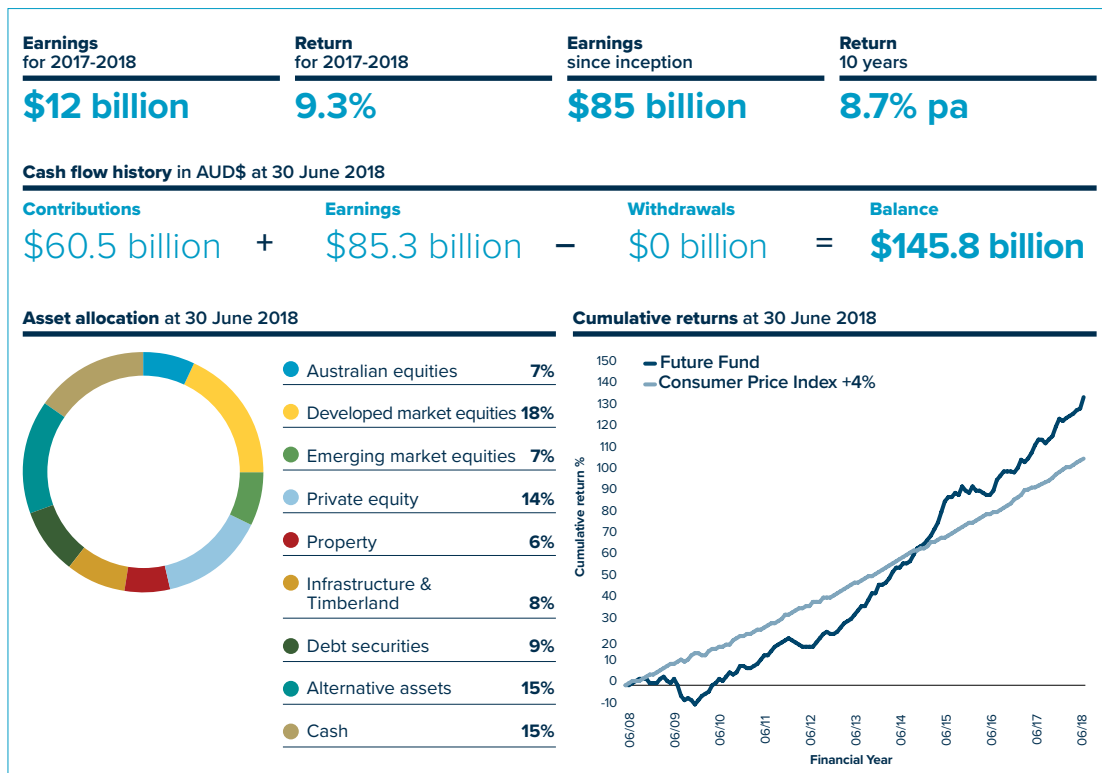 Earnings
for 2017-2018
$12 billion
Return
for 2017-2018
9.3%
Earnings
since inception
$85 billion
Return
10 years
8.7% pa
Cash flow history in AUD$ at 30 June 2018
Contributions
$60.5 billion
+
Earnings
$85.3 billion
–
Withdrawals
$0 billion
=
Balance
$145.8 billion
Asset allocation at 30 June 2018
Australian equities 7%
Developed market equities 18%
Emerging market equities 7%
Private equity 14%
Property 6%
Infrastructure &
Timberland 8%
Debt securities 9%
Alternative assets 15%
Cash 15%
Cumulative returns at 30 June 2018
Future Fund
Consumer Price Index +4%
Cumulative return %
150
140
130
120
110
100
90
80
70
60
50
40
30
20
10
0
-10
06/08
06/09
06/10
06/11
06/12
06/13
06/14
06/15
06/16
06/17
06/18
Financial Year